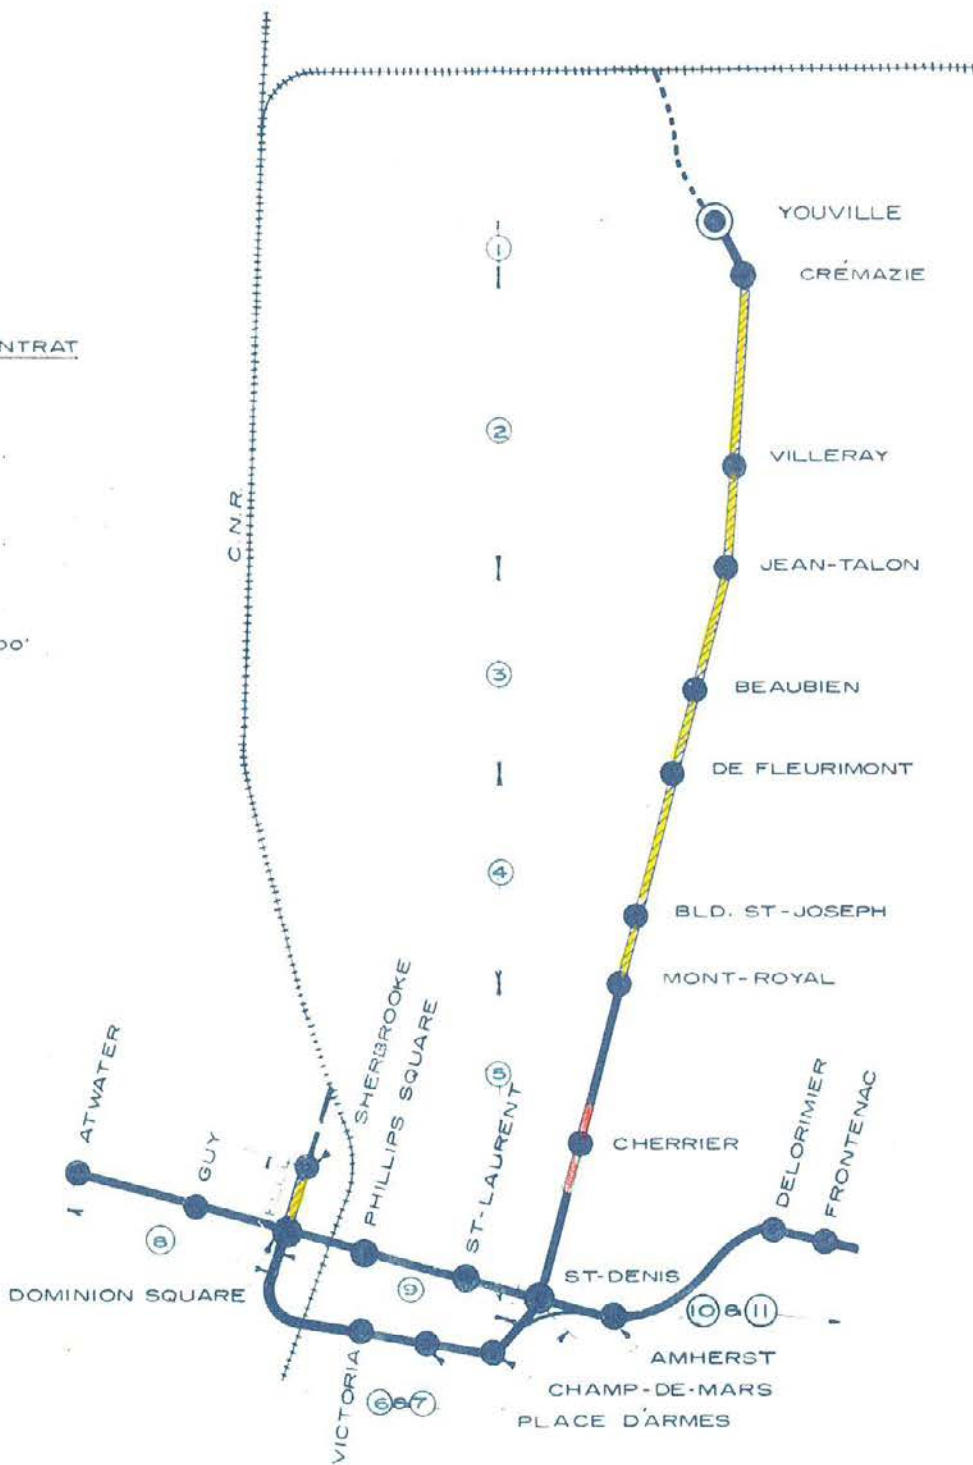 YOUVILLE
1
CRÉMAZIE
NTRAT
2
VILLERAY
C.N.R.
JEAN-TALON
00'
3
BEAUBIEN
DE FLEURIMONT
4
BLD. ST-JOSEPH
MONT-ROYAL
SHERBROOKE
PHILLIPS SQUARE
5
ATWATER
GUY
ST-LAURENT
CHERRIER
DELORIMIER
FRONTENAC
8
9
ST-DENIS
DOMINION SQUARE
10 & 11
AMHERST
VICTORIA
6 & 7
CHAMP-DE-MARS
PLACE D'ARMES